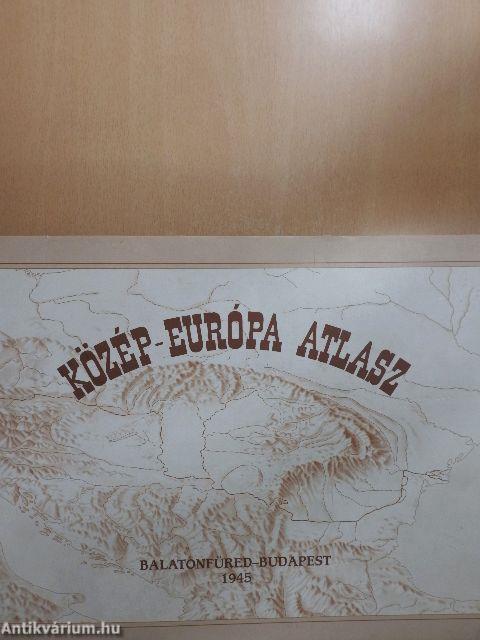 KÖZÉP-EURÓPA ATLASZ
BALATONFÜRED–BUDAPEST
1945
Antikvárium.hu